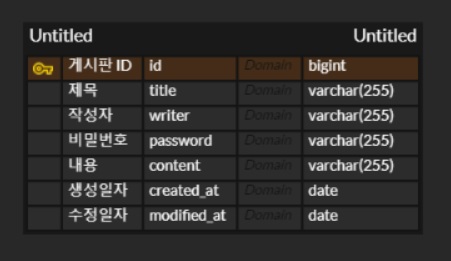 Untitled Untitled
게시판 ID id Domain bigint
제목 title Domain varchar(255)
작성자 writer Domain varchar(255)
비밀번호 password Domain varchar(255)
내용 content Domain varchar(255)
생성일자 created_at Domain date
수정일자 modified_at Domain date